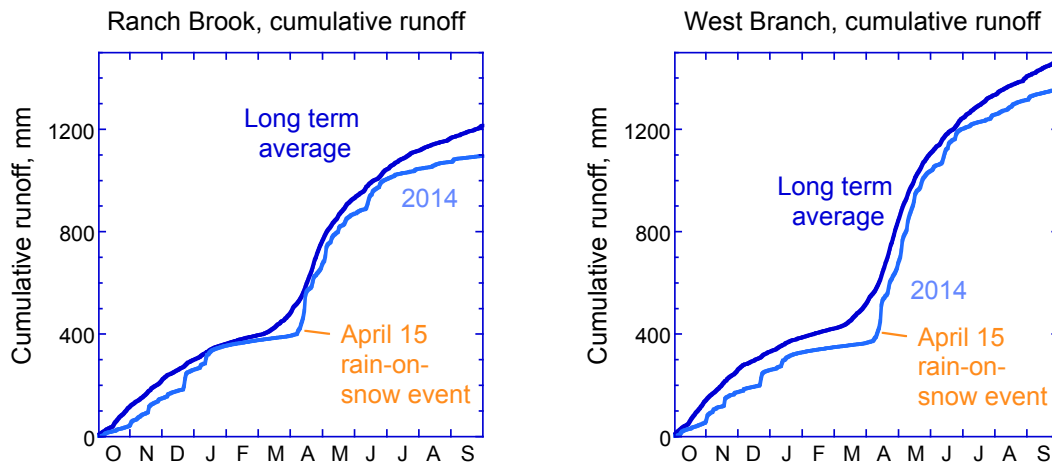 Ranch Brook, cumulative runoff
Cumulative runoff, mm
1200
800
400
0
Long term
average
2014
April 15
rain-on-
snow event
O N D J F M A M J J A S
West Branch, cumulative runoff
Cumulative runoff, mm
1200
800
400
0
Long term
average
2014
April 15
rain-on-
snow event
O N D J F M A M J J A S